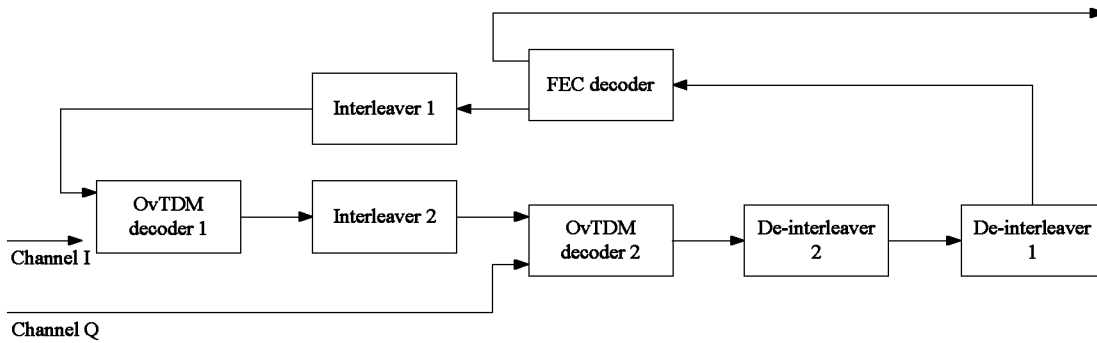 FEC decoder
Interleaver 1
OvTDM
decoder 1
Interleaver 2
OvTDM
decoder 2
De-interleaver
2
De-interleaver
1
Channel I
Channel Q